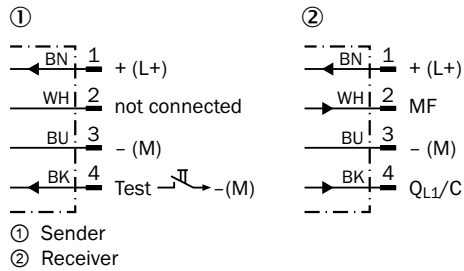 ① ②
BN 1 + (L+)
WH 2 not connected
BU 3 – (M)
BK 4 Test –(M)
BN 1 + (L+)
WH 2 MF
BU 3 – (M)
BK 4 QL1/C
① Sender
② Receiver